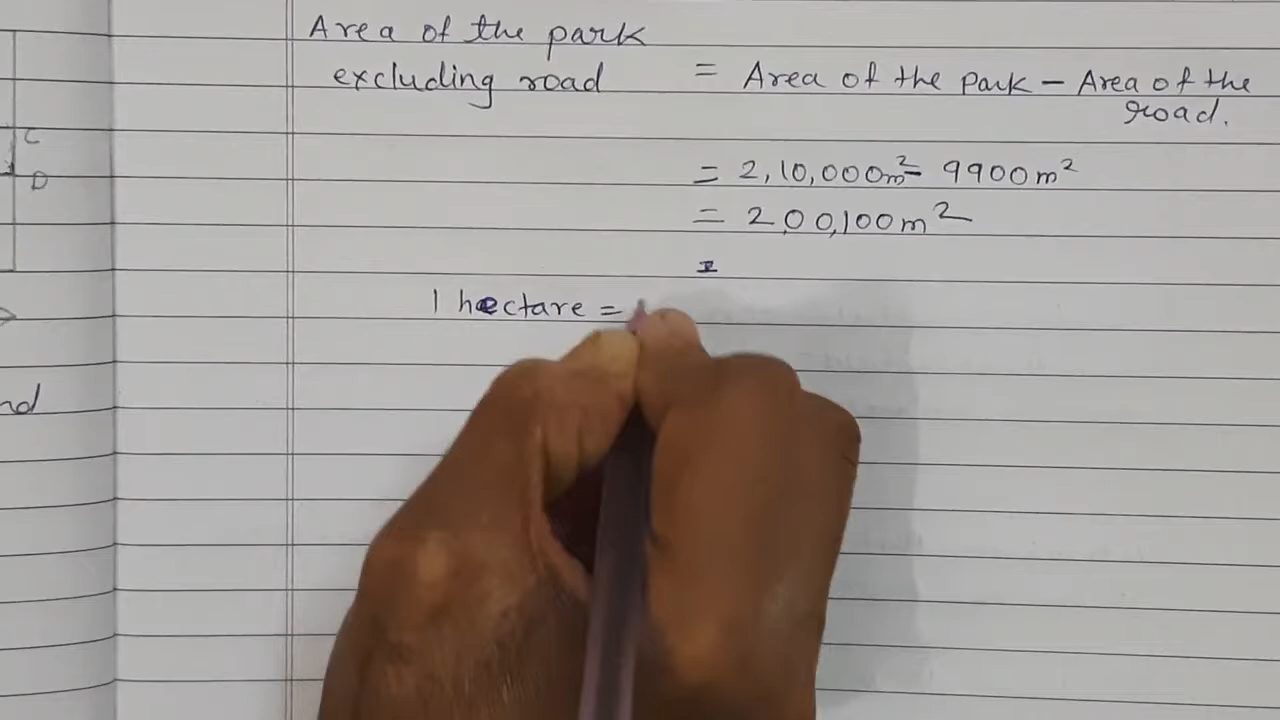 Area of the park
excluding road = Area of the park - Area of the
road.
= 2,10,000m² - 9900m²
= 2,00,100m²
=
1 hectare =
C
D
nd